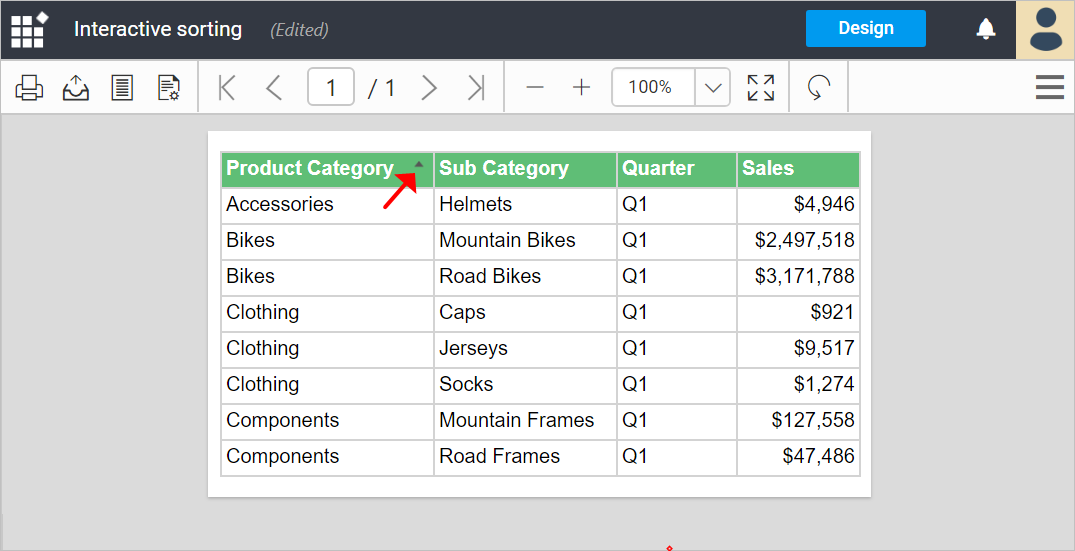 Interactive sorting (Edited) Design
1 / 1 100%
Product Category Sub Category Quarter Sales
Accessories Helmets Q1 $4,946
Bikes Mountain Bikes Q1 $2,497,518
Bikes Road Bikes Q1 $3,171,788
Clothing Caps Q1 $921
Clothing Jerseys Q1 $9,517
Clothing Socks Q1 $1,274
Components Mountain Frames Q1 $127,558
Components Road Frames Q1 $47,486